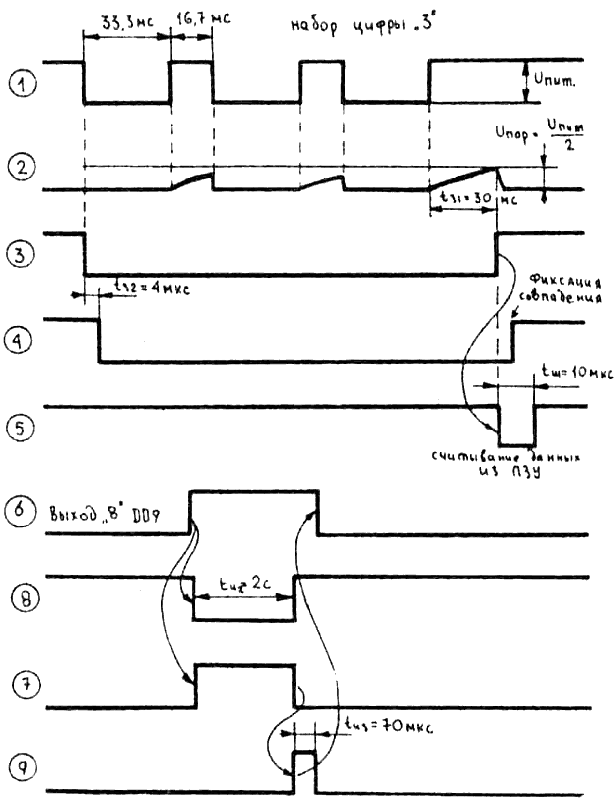 набор цифры „3"
33,3мс
16,7мс
1
Uпит.
2
Uпор = Uпит/2
tз1=30 мс
3
tз2=4мкс
фиксация
совпадения
4
tш=10мкс
5
считывание данных
из ПЗУ
6
Выход „8" DD9
8
tu2=2с
7
tu3=70мкс
9